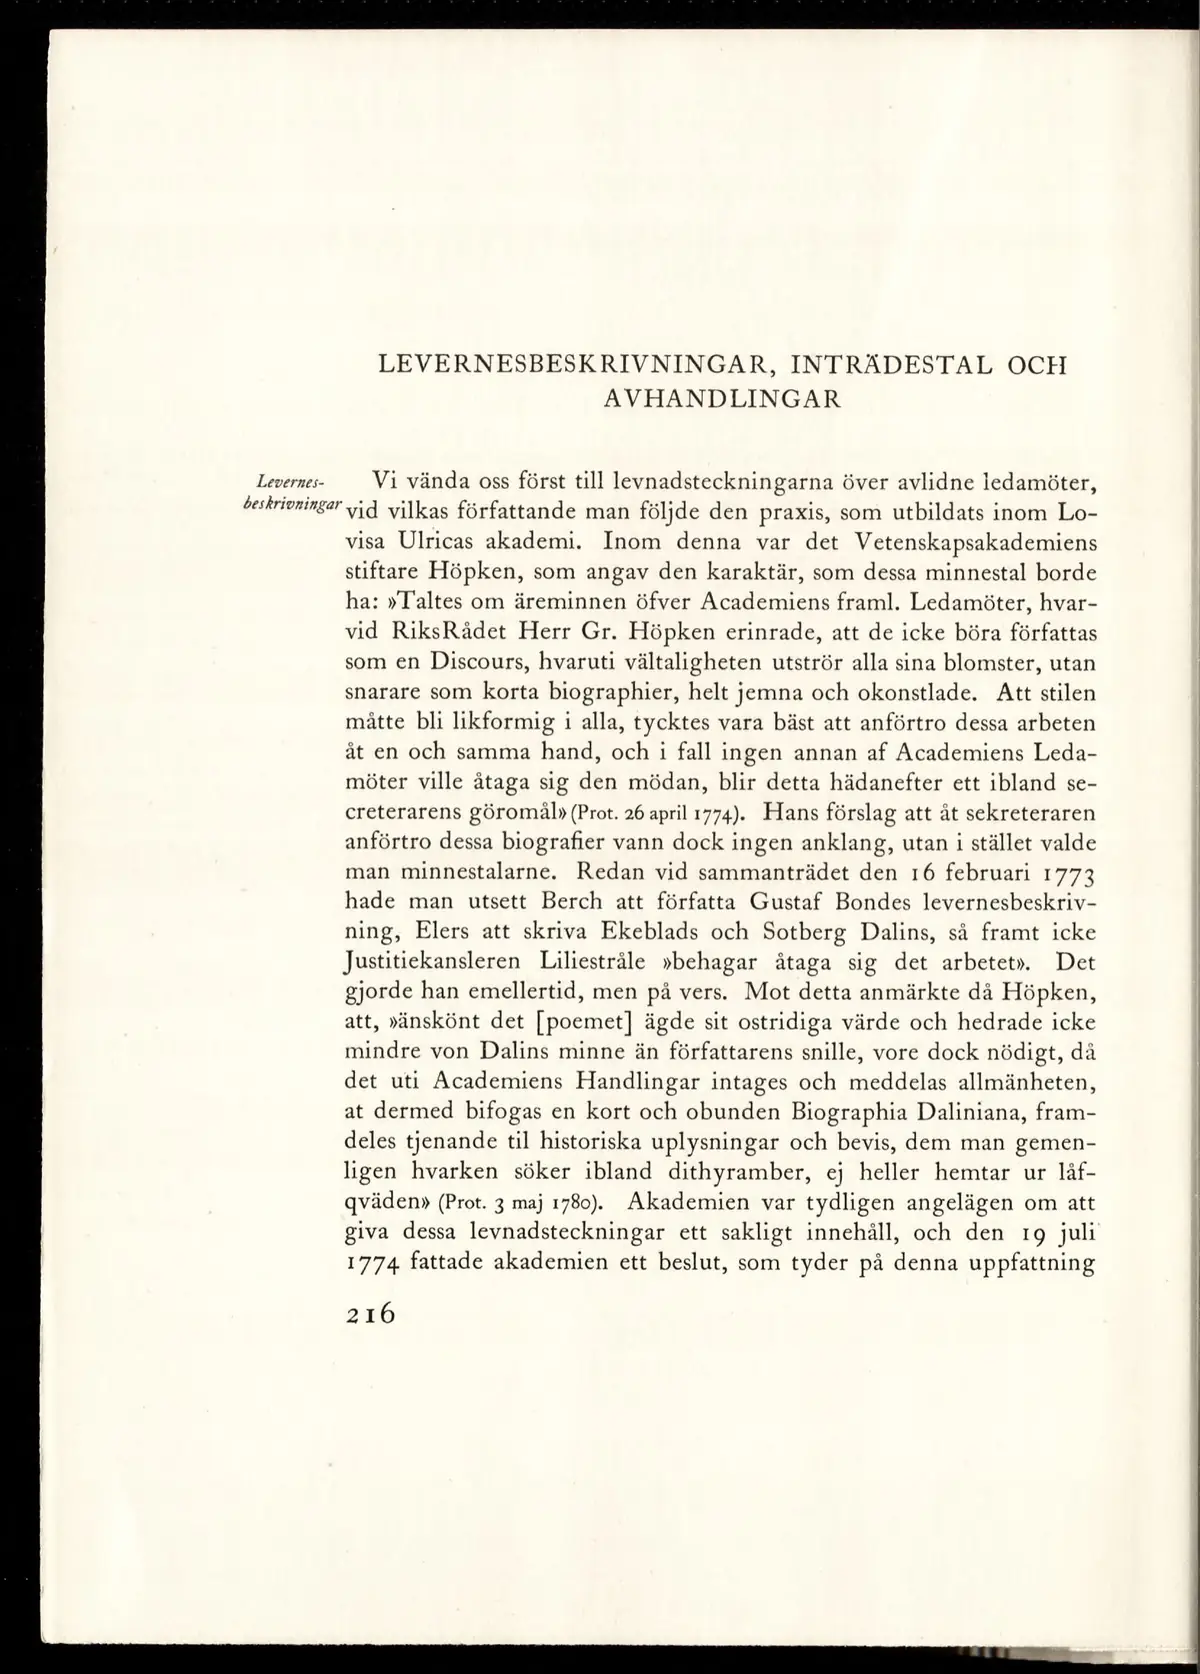 LEVERNESBESKRIVNINGAR, INTRÄDESTAL OCH
AVHANDLINGAR
Levernes-
beskrivningar
Vi vända oss först till levnadsteckningarna över avlidne ledamöter,
vid vilkas författande man följde den praxis, som utbildats inom Lo-
visa Ulricas akademi. Inom denna var det Vetenskapsakademiens
stiftare Höpken, som angav den karaktär, som dessa minnestal borde
ha: »Taltes om äreminnen öfver Academiens framl. Ledamöter, hvar-
vid RiksRådet Herr Gr. Höpken erinrade, att de icke böra författas
som en Discours, hvaruti vältaligheten utströr alla sina blomster, utan
snarare som korta biographier, helt jemna och okonstlade. Att stilen
måtte bli likformig i alla, tycktes vara bäst att anförtro dessa arbeten
åt en och samma hand, och i fall ingen annan af Academiens Leda-
möter ville åtaga sig den mödan, blir detta hädanefter ett ibland se-
creterarens göromål» (Prot. 26 april 1774). Hans förslag att åt sekreteraren
anförtro dessa biografier vann dock ingen anklang, utan i stället valde
man minnestalarne. Redan vid sammanträdet den 16 februari 1773
hade man utsett Berch att författa Gustaf Bondes levernesbeskriv-
ning, Elers att skriva Ekeblads och Sotberg Dalins, så framt icke
Justitiekansleren Liliestråle »behagar åtaga sig det arbetet». Det
gjorde han emellertid, men på vers. Mot detta anmärkte då Höpken,
att, »änskönt det [poemet] ägde sit ostridiga värde och hedrade icke
mindre von Dalins minne än författarens snille, vore dock nödigt, då
det uti Academiens Handlingar intages och meddelas allmänheten,
at dermed bifogas en kort och obunden Biographia Daliniana, fram-
deles tjenande til historiska uplysningar och bevis, dem man gemen-
ligen hvarken söker ibland dithyramber, ej heller hemtar ur låf-
qväden» (Prot. 3 maj 1780). Akademien var tydligen angelägen om att
giva dessa levnadsteckningar ett sakligt innehåll, och den 19 juli
1774 fattade akademien ett beslut, som tyder på denna uppfattning
216